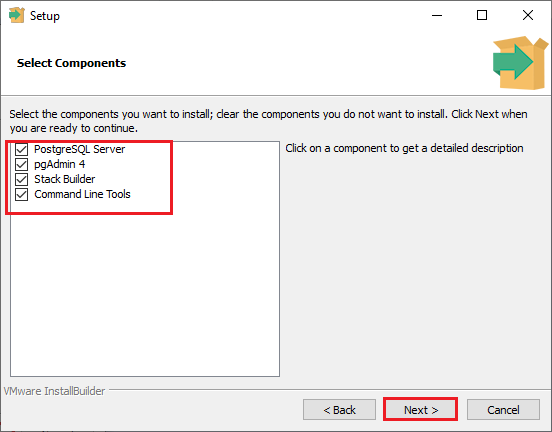 Setup
Select Components
Select the components you want to install; clear the components you do not want to install. Click Next when
you are ready to continue.
PostgreSQL Server
pgAdmin 4
Stack Builder
Command Line Tools
Click on a component to get a detailed description
VMware InstallBuilder
< Back
Next >
Cancel